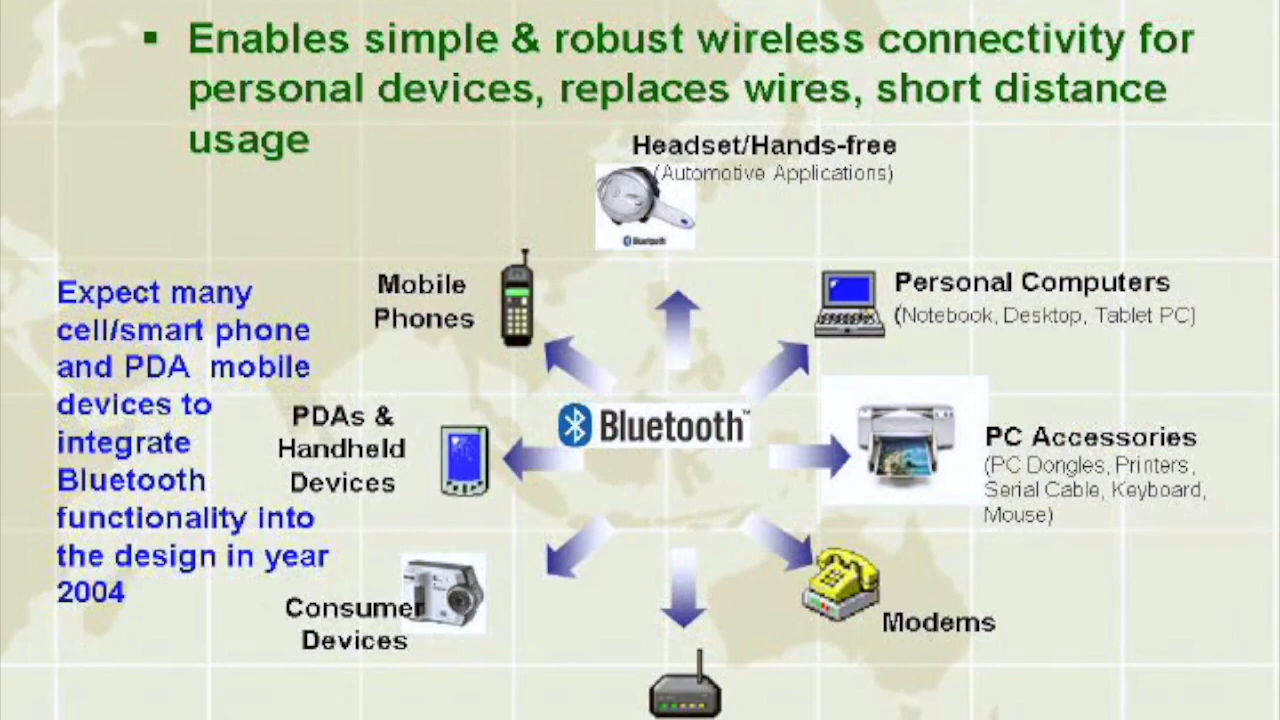 ▪ Enables simple & robust wireless connectivity for
personal devices, replaces wires, short distance
usage
Headset/Hands-free
(Automotive Applications)
Bluetooth
Mobile
Phones
Personal Computers
(Notebook, Desktop, Tablet PC)
Expect many
cell/smart phone
and PDA mobile
devices to
integrate
Bluetooth
functionality into
the design in year
2004
PDAs &
Handheld
Devices
Bluetooth™
PC Accessories
(PC Dongles, Printers,
Serial Cable, Keyboard,
Mouse)
Consumer
Devices
Modems